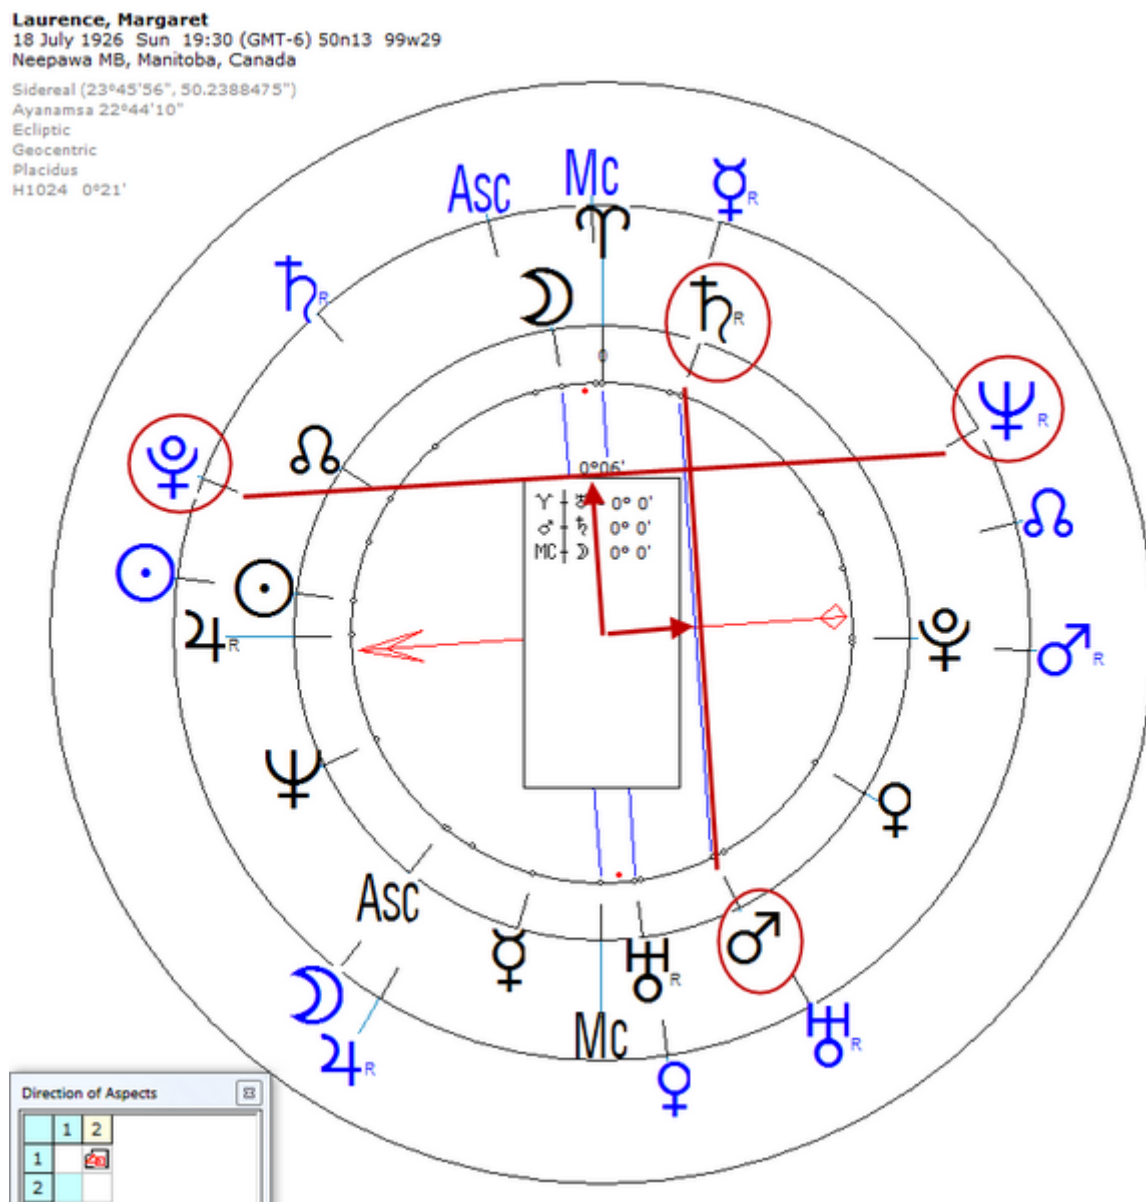 Laurence, Margaret
18 July 1926 Sun 19:30 (GMT-6) 50n13 99w29
Neepawa MB, Manitoba, Canada
Sidereal (23°45'56", 50.2388475")
Ayanamsa 22°44'10"
Ecliptic
Geocentric
Placidus
H1024 0°21'
Asc
Mc
☿R
♄R
☽
♈
♄R
0
♆R
♇
☊
0°06'
♈ ♅ 0° 0'
♂ ♄ 0° 0'
MC ☽ 0° 0'
☊
☉
☉
♃R
♇
♂R
♆
♀
Asc
☿
♅R
♂
☽
♃R
Mc
♅R
♀
Direction of Aspects
1 2
1
2